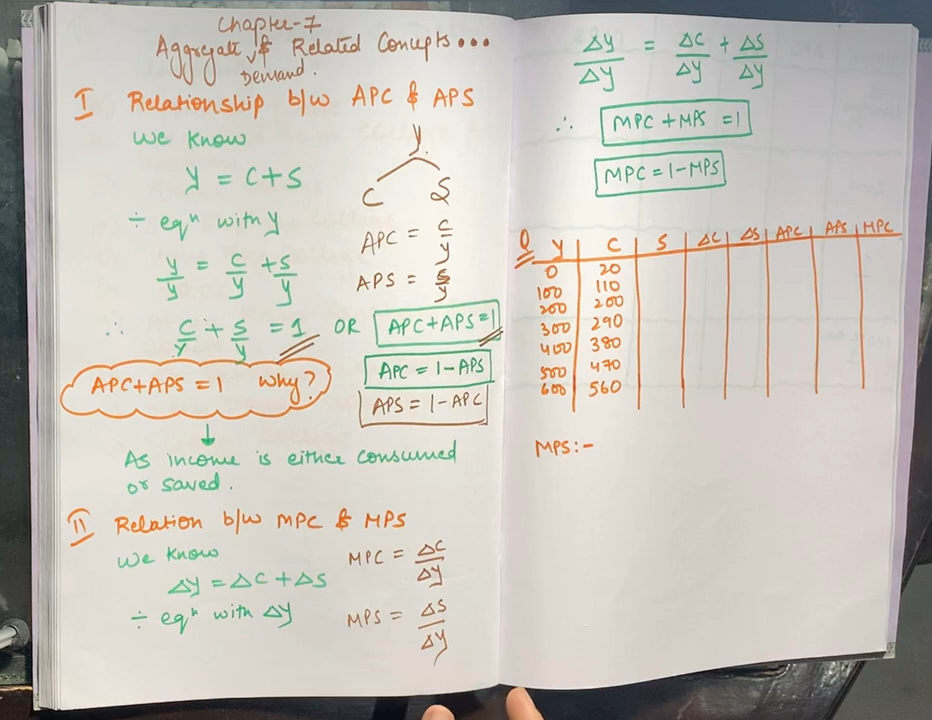 Chapter-7
Aggregate & Related Concepts...
Demand.
I Relationship b/w APC & APS
We know
Y = C+S
÷ eqⁿ with Y
Y/Y = C/Y + S/Y
∴ C/Y + S/Y = 1 OR APC+APS=1
Y
C S
APC = C/Y
APS = S/Y
APC = 1-APS
APS = 1-APC
APC+APS = 1 Why?
As income is either consumed
or saved.
II Relation b/w MPC & MPS
We know
ΔY = ΔC + ΔS
÷ eqⁿ with ΔY
MPC = ΔC/ΔY
MPS = ΔS/ΔY
ΔY/ΔY = ΔC/ΔY + ΔS/ΔY
∴ MPC + MPS = 1
MPC = 1-MPS
Q Y C S ΔC ΔS APC APS MPC
0 20
100 110
200 200
300 290
400 380
500 470
600 560
MPS:-